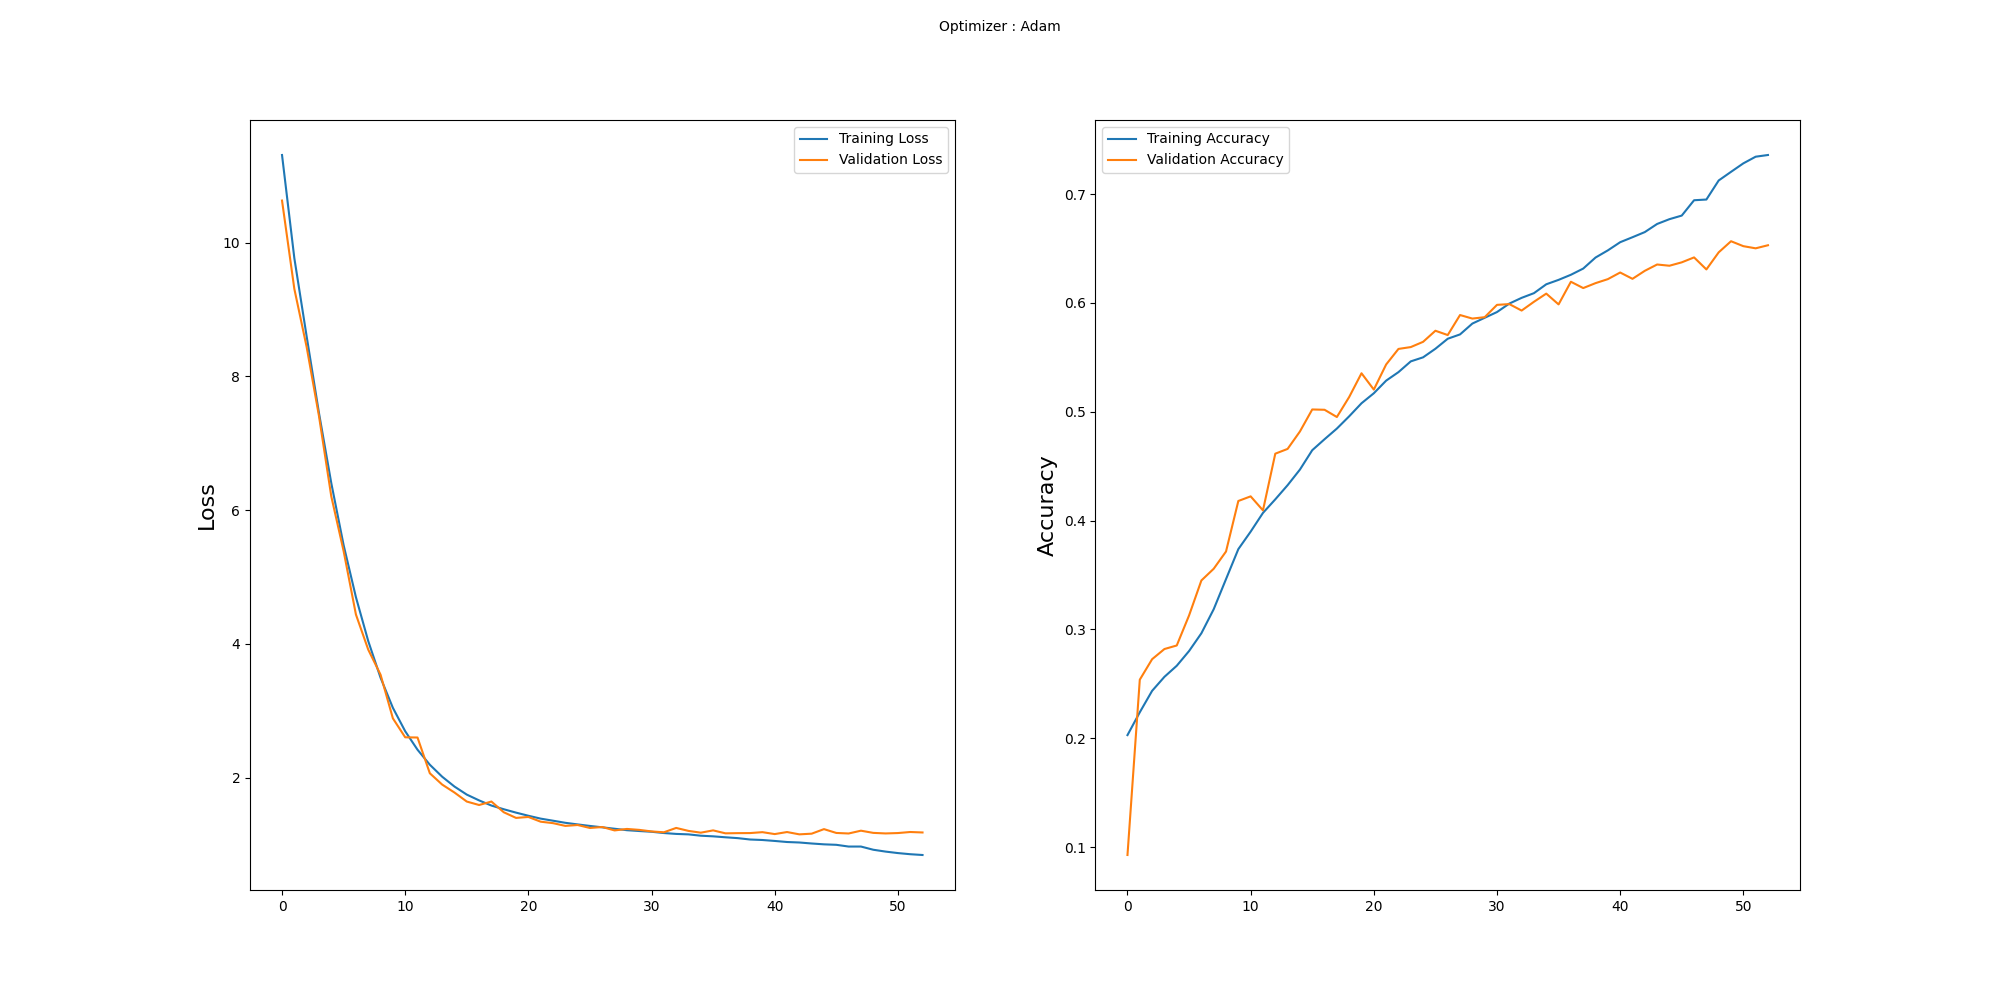 Optimizer : Adam
Training Loss
Validation Loss
Loss
10
8
6
4
2
0 10 20 30 40 50
Training Accuracy
Validation Accuracy
Accuracy
0.7
0.6
0.5
0.4
0.3
0.2
0.1
0 10 20 30 40 50